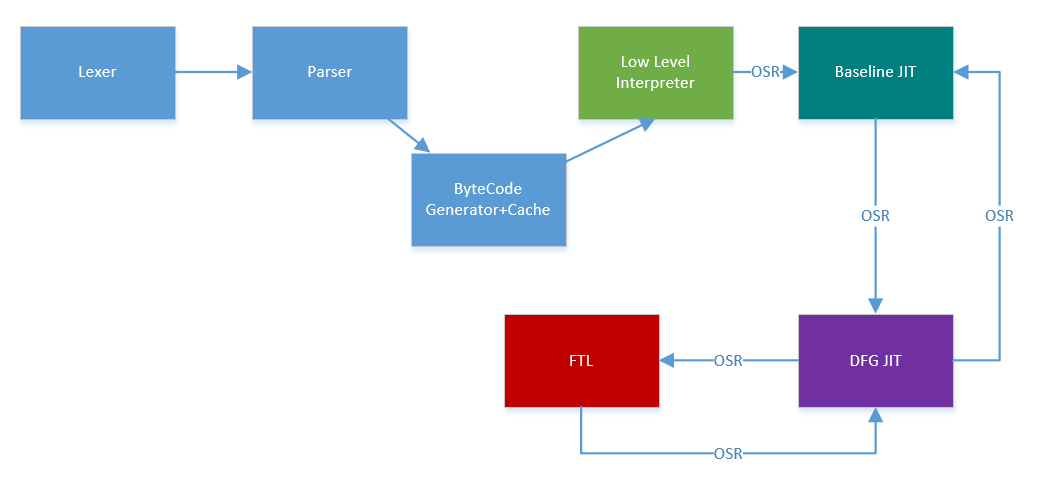 Lexer
Parser
Low Level
Interpreter
OSR
Baseline JIT
ByteCode
Generator+Cache
OSR
OSR
FTL
OSR
DFG JIT
OSR